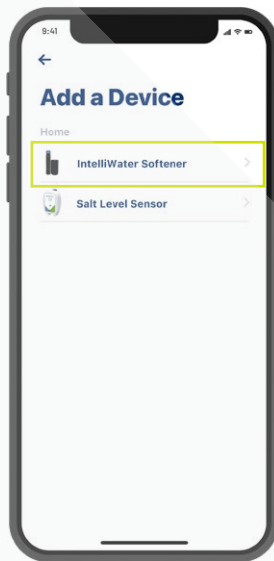 9:41
Add a Device
Home
IntelliWater Softener
Salt Level Sensor